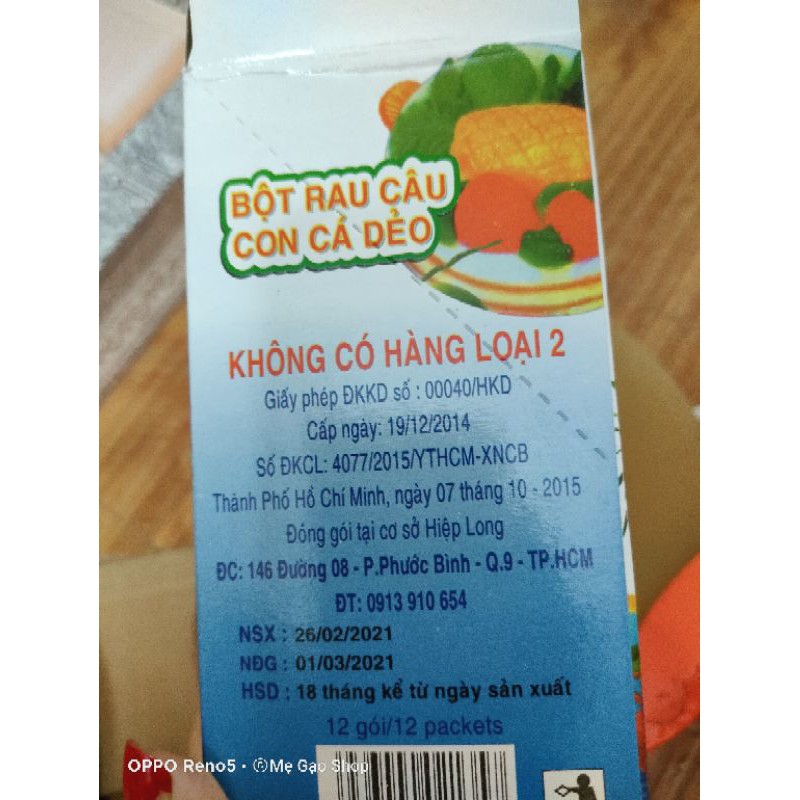 BỘT RAU CÂU
CON CÁ DẺO
KHÔNG CÓ HÀNG LOẠI 2
Giấy phép ĐKKD số : 00040/HKD
Cấp ngày: 19/12/2014
Số ĐKCL: 4077/2015/YTHCM-XNCB
Thành Phố Hồ Chí Minh, ngày 07 tháng 10 - 2015
Đóng gói tại cơ sở Hiệp Long
ĐC: 146 Đường 08 - P.Phước Bình - Q.9 - TP.HCM
ĐT: 0913 910 654
NSX : 26/02/2021
NĐG : 01/03/2021
HSD : 18 tháng kể từ ngày sản xuất
12 gói/12 packets
OPPO Reno5 · ⓇMẹ Gạo Shop